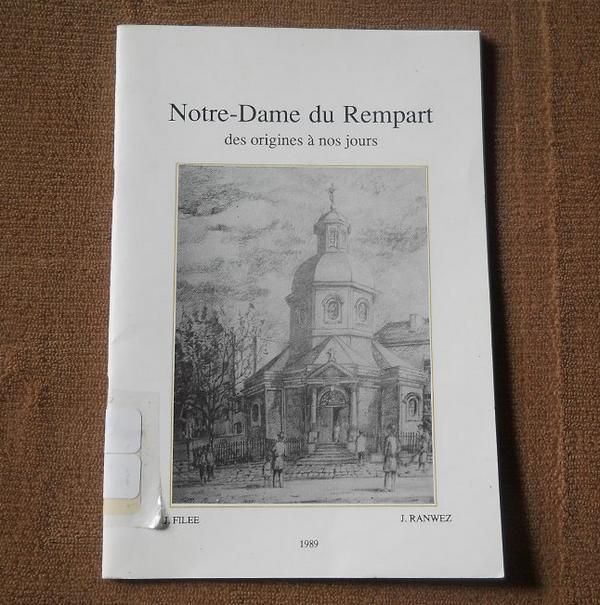 Notre-Dame du Rempart
des origines à nos jours
J. FILEE
J. RANWEZ
1989